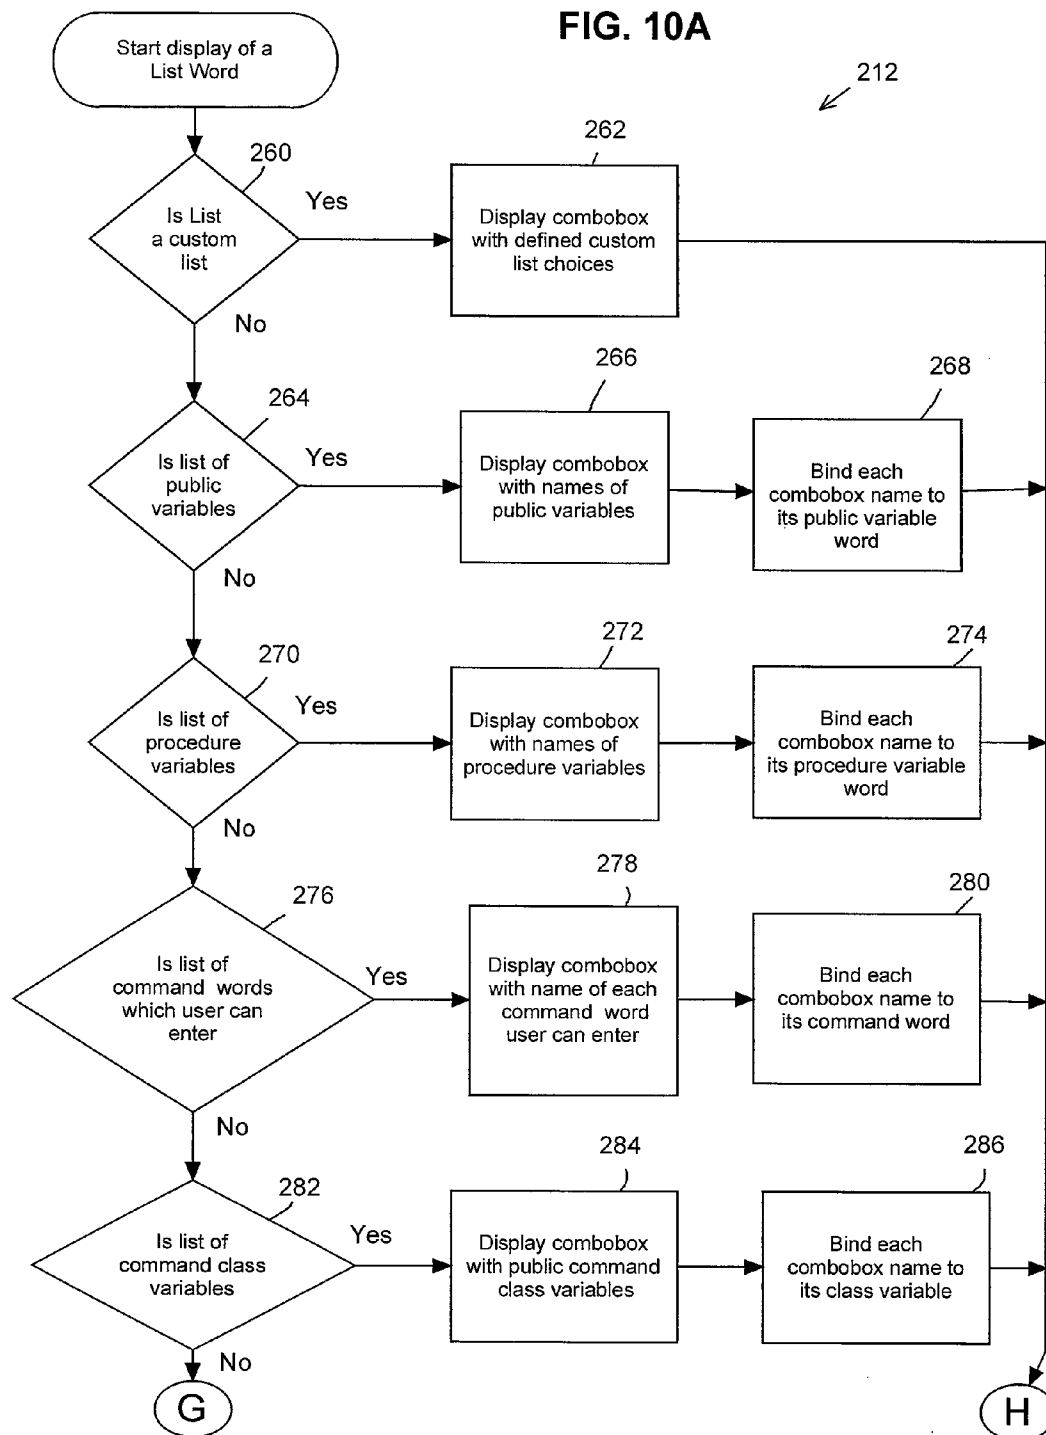 FIG. 10A
212
Start display of a
List Word
260
Is List
a custom
list
Yes
262
Display combobox
with defined custom
list choices
No
264
Is list of
public
variables
Yes
266
Display combobox
with names of
public variables
268
Bind each
combobox name to
its public variable
word
No
270
Is list of
procedure
variables
Yes
272
Display combobox
with names of
procedure variables
274
Bind each
combobox name to
its procedure variable
word
No
276
Is list of
command words
which user can
enter
Yes
278
Display combobox
with name of each
command word
user can enter
280
Bind each
combobox name to
its command word
No
282
Is list of
command class
variables
Yes
284
Display combobox
with public command
class variables
286
Bind each
combobox name to
its class variable
No
G
H